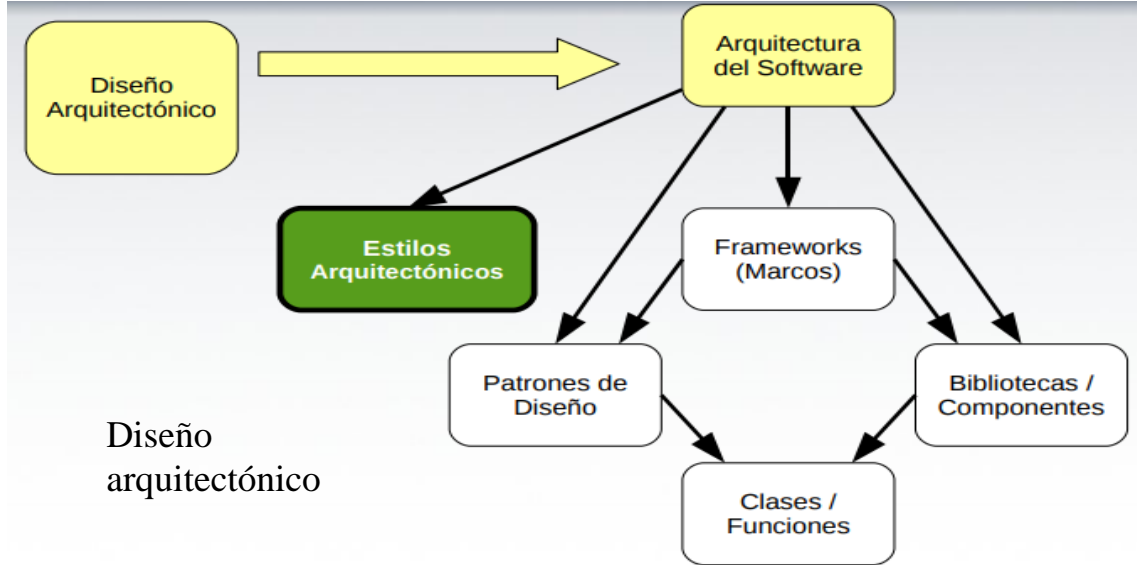 Diseño
Arquitectónico
Arquitectura
del Software
Estilos
Arquitectónicos
Frameworks
(Marcos)
Patrones de
Diseño
Bibliotecas /
Componentes
Diseño
arquitectónico
Clases /
Funciones